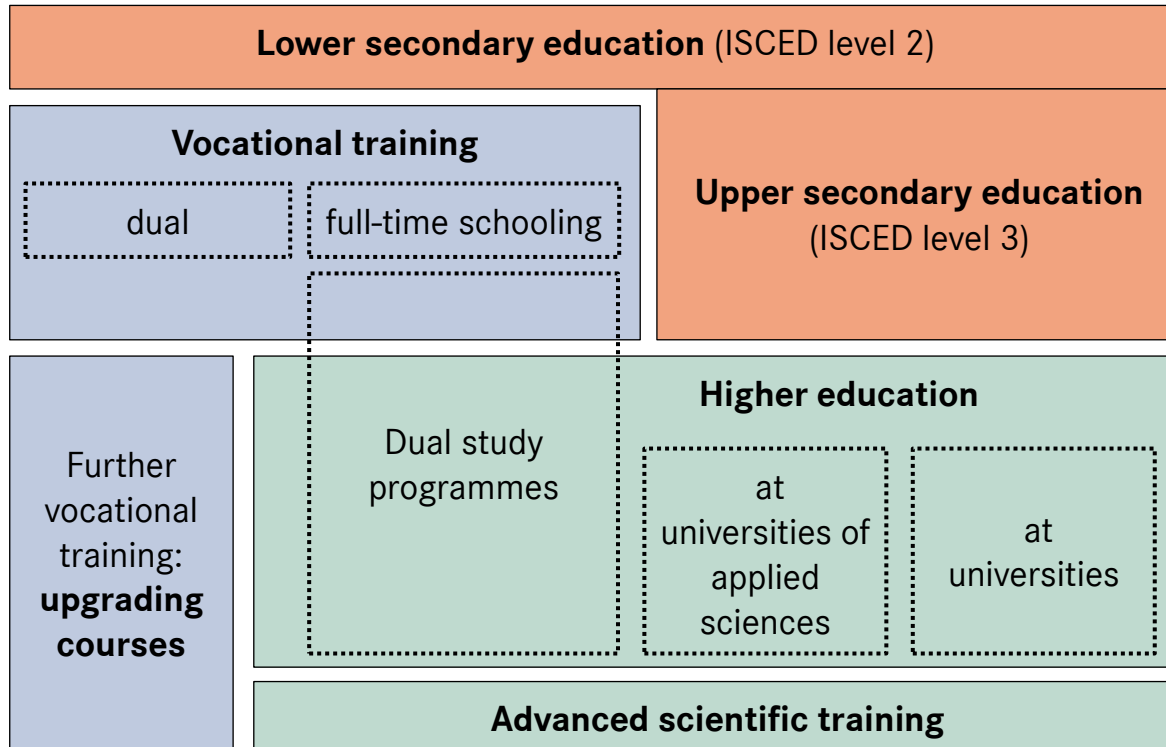 Lower secondary education (ISCED level 2)
Vocational training
dual
full-time schooling
Upper secondary education
(ISCED level 3)
Further
vocational
training:
upgrading
courses
Higher education
Dual study
programmes
at
universities of
applied
sciences
at
universities
Advanced scientific training